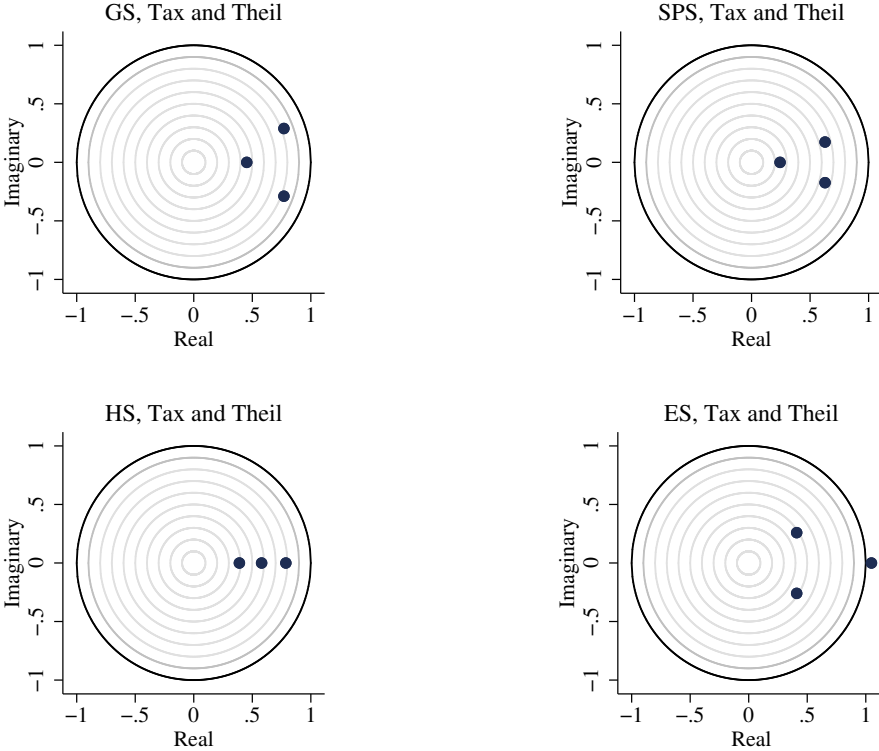 GS, Tax and Theil
Imaginary
1
.5
0
−.5
−1
−1 −.5 0 .5 1
Real
SPS, Tax and Theil
Imaginary
1
.5
0
−.5
−1
−1 −.5 0 .5 1
Real
HS, Tax and Theil
Imaginary
1
.5
0
−.5
−1
−1 −.5 0 .5 1
Real
ES, Tax and Theil
Imaginary
1
.5
0
−.5
−1
−1 −.5 0 .5 1
Real